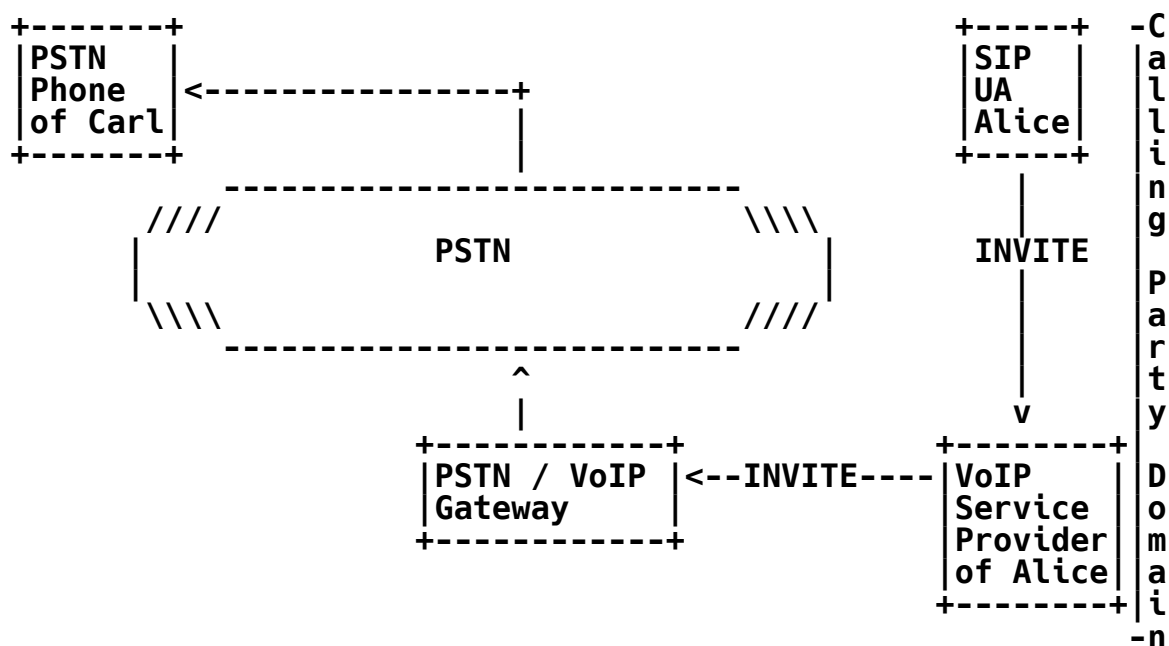 PSTN
Phone
of Carl
SIP
UA
Alice
PSTN
INVITE
PSTN / VoIP
Gateway
<--INVITE----
VoIP
Service
Provider
of Alice
Calling Party Domain